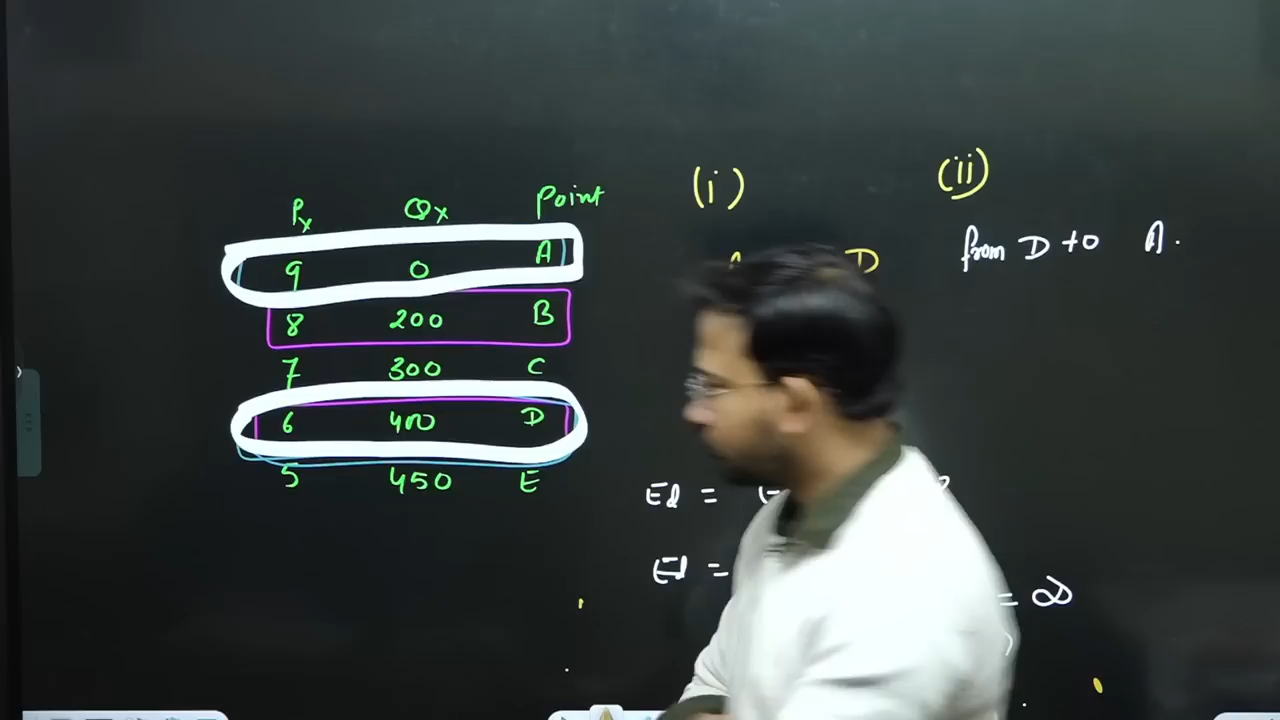 Px Qx point
9 0 A
8 200 B
7 300 C
6 400 D
5 450 E
(i)
D
(ii)
from D to A.
Ed =
Ed =
= ∞